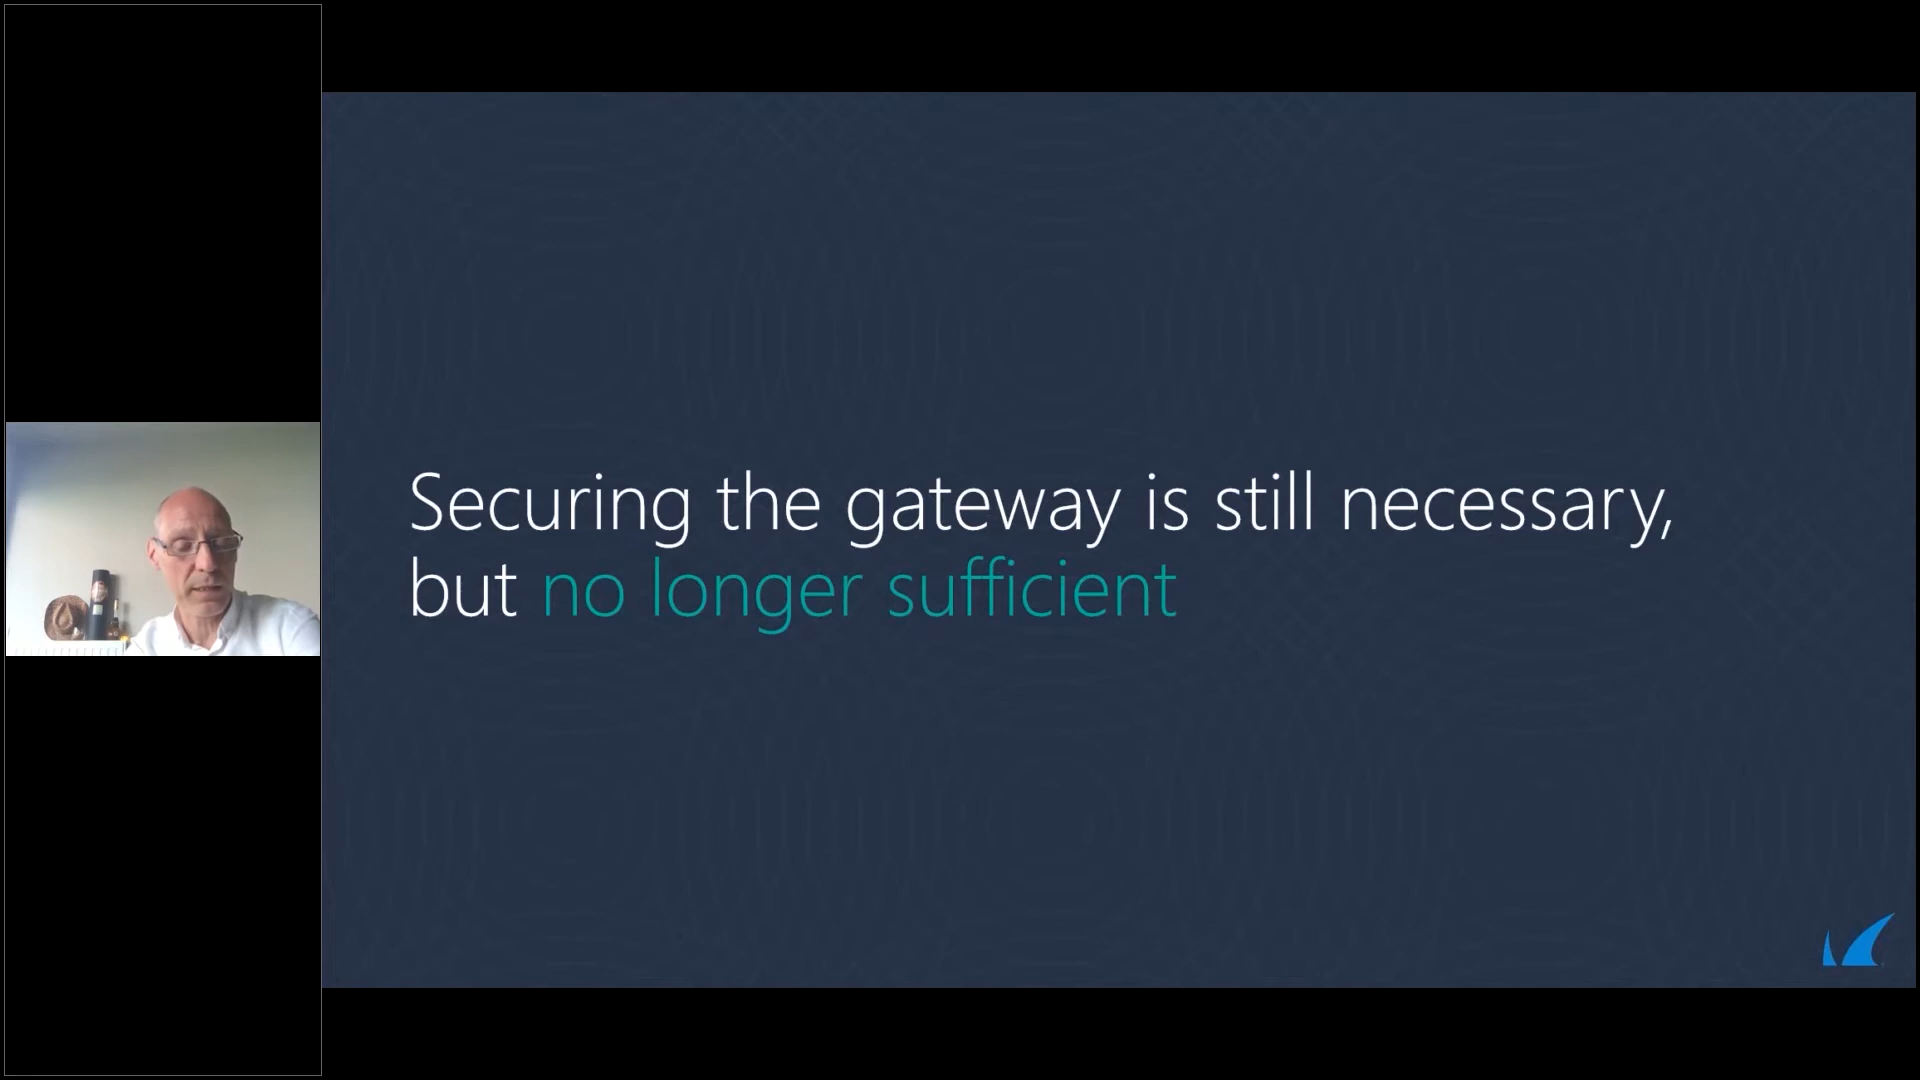 Securing the gateway is still necessary,
but no longer sufficient